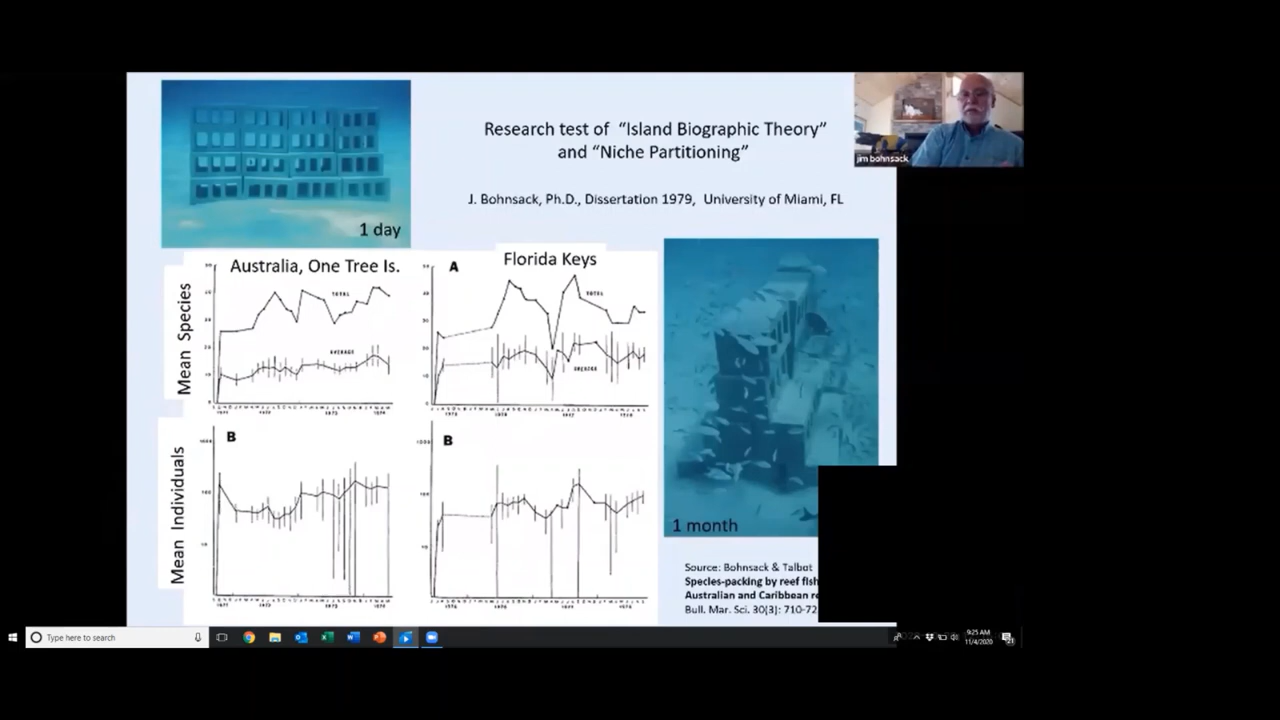 jim bohnsack
Research test of “Island Biographic Theory”
and “Niche Partitioning”
J. Bohnsack, Ph.D., Dissertation 1979, University of Miami, FL
1 day
Australia, One Tree Is.
A
Florida Keys
Mean Species
TOTAL
TOTAL
AVERAGE
AVERAGE
B
B
Mean Individuals
1 month
Source: Bohnsack & Talbot
Species-packing by reef fish
Australian and Caribbean re
Bull. Mar. Sci. 30(3): 710-72
Type here to search
9:25 AM
11/4/2020